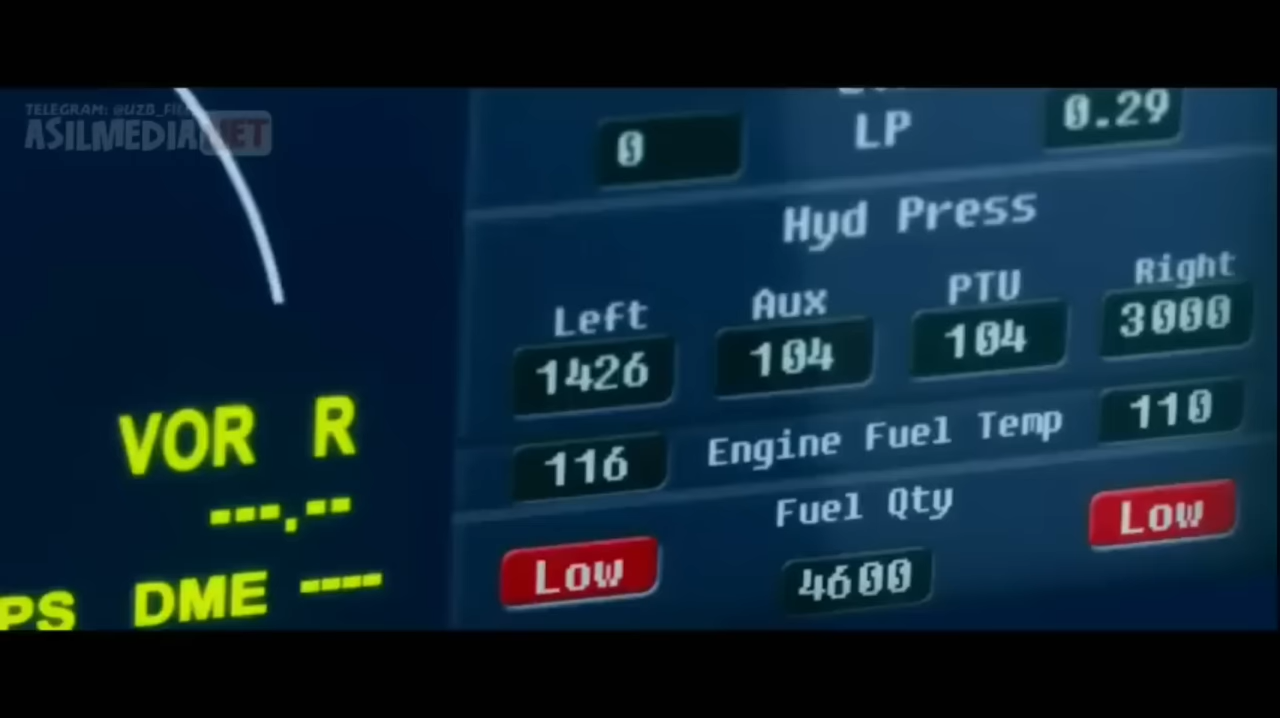 TELEGRAM: @UZB_FIL
ASILMEDIA.NET
0 LP 0.29
Hyd Press
Left Aux PTU Right
1426 104 104 3000
116 Engine Fuel Temp 110
Fuel Qty
Low 4600 Low
VOR R
---.--
PS DME ----